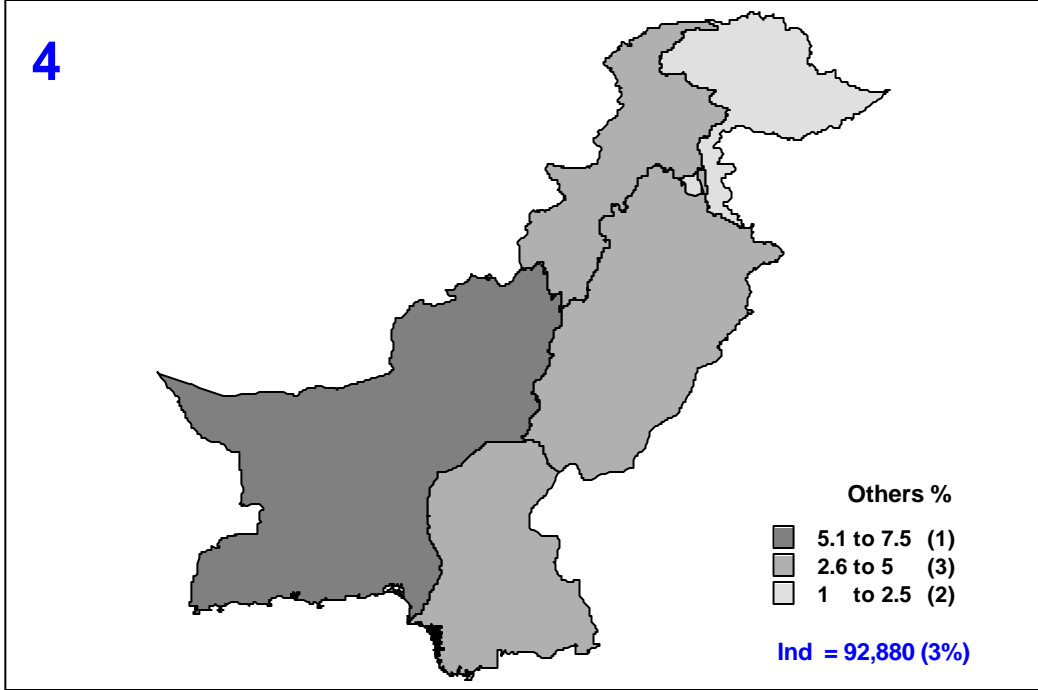 4
Others %
5.1 to 7.5 (1)
2.6 to 5 (3)
1 to 2.5 (2)
Ind = 92,880 (3%)